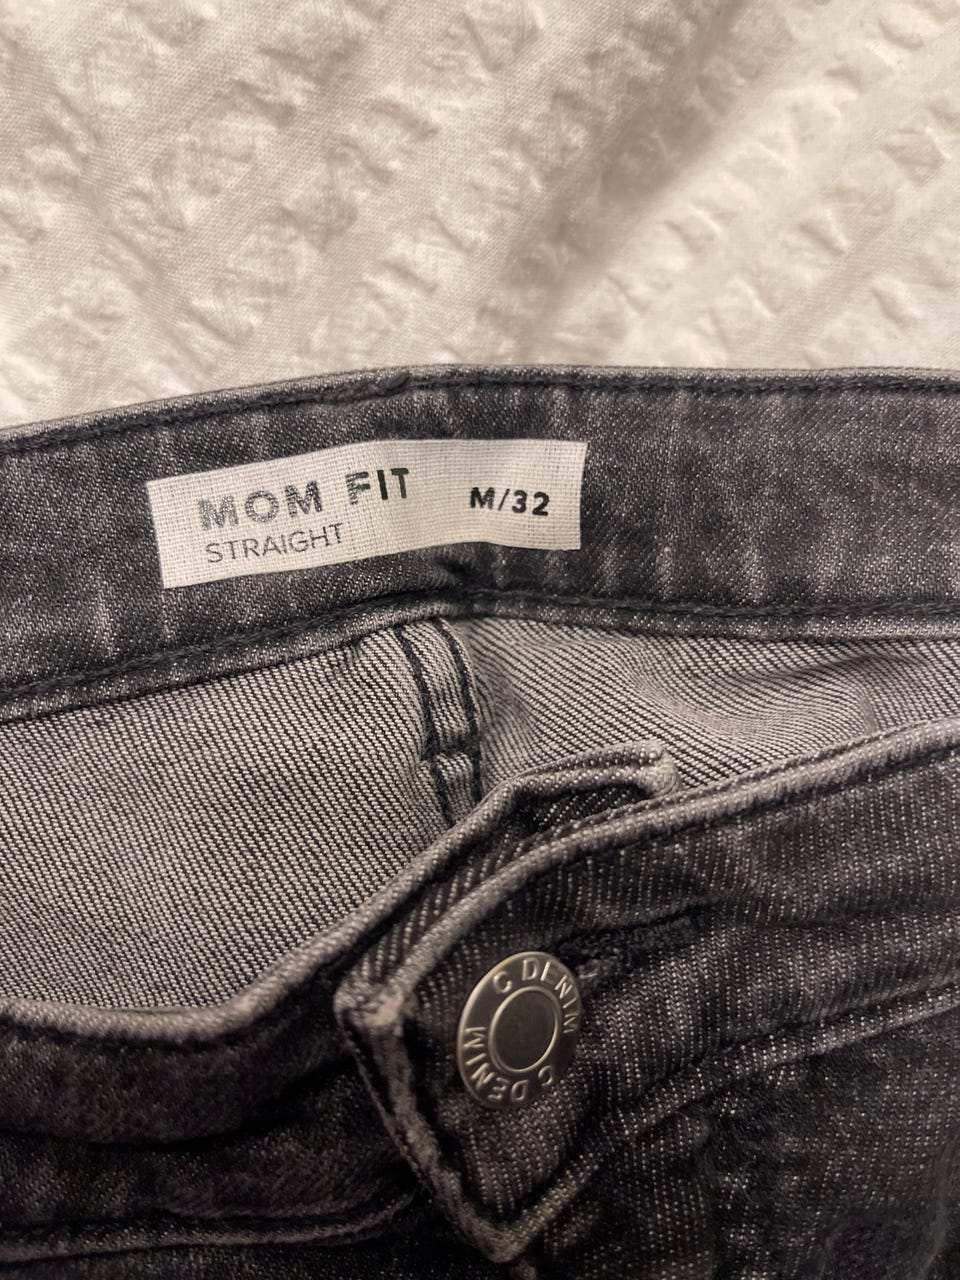 MOM FIT
STRAIGHT
M/32
C DENIM
C DENIM